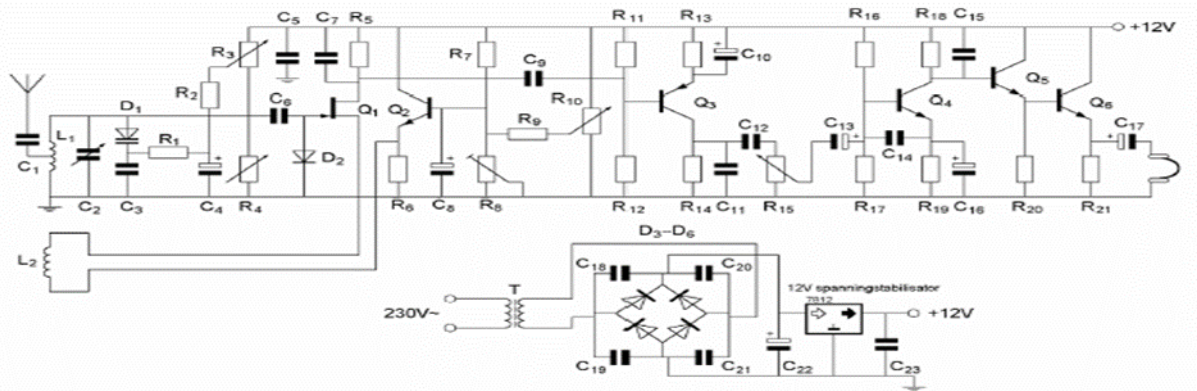 C5 C7 R5 R11 R13 R16 R18 C15 +12V
R3 R7 C9 C10
R2 C6 Q1 Q2 R10 Q3 Q4 Q5 Q6
D1 R9 C12 C13 C17
L1 R1 D2 C14
C1
C2 C3 C4 R4 R6 C8 R8 R12 R14 C11 R15 R17 R19 C16 R20 R21
L2 D3–D6
C18 C20
T 12V spanningstabilisator
7812
230V~ +12V
C19 C21 C22 C23